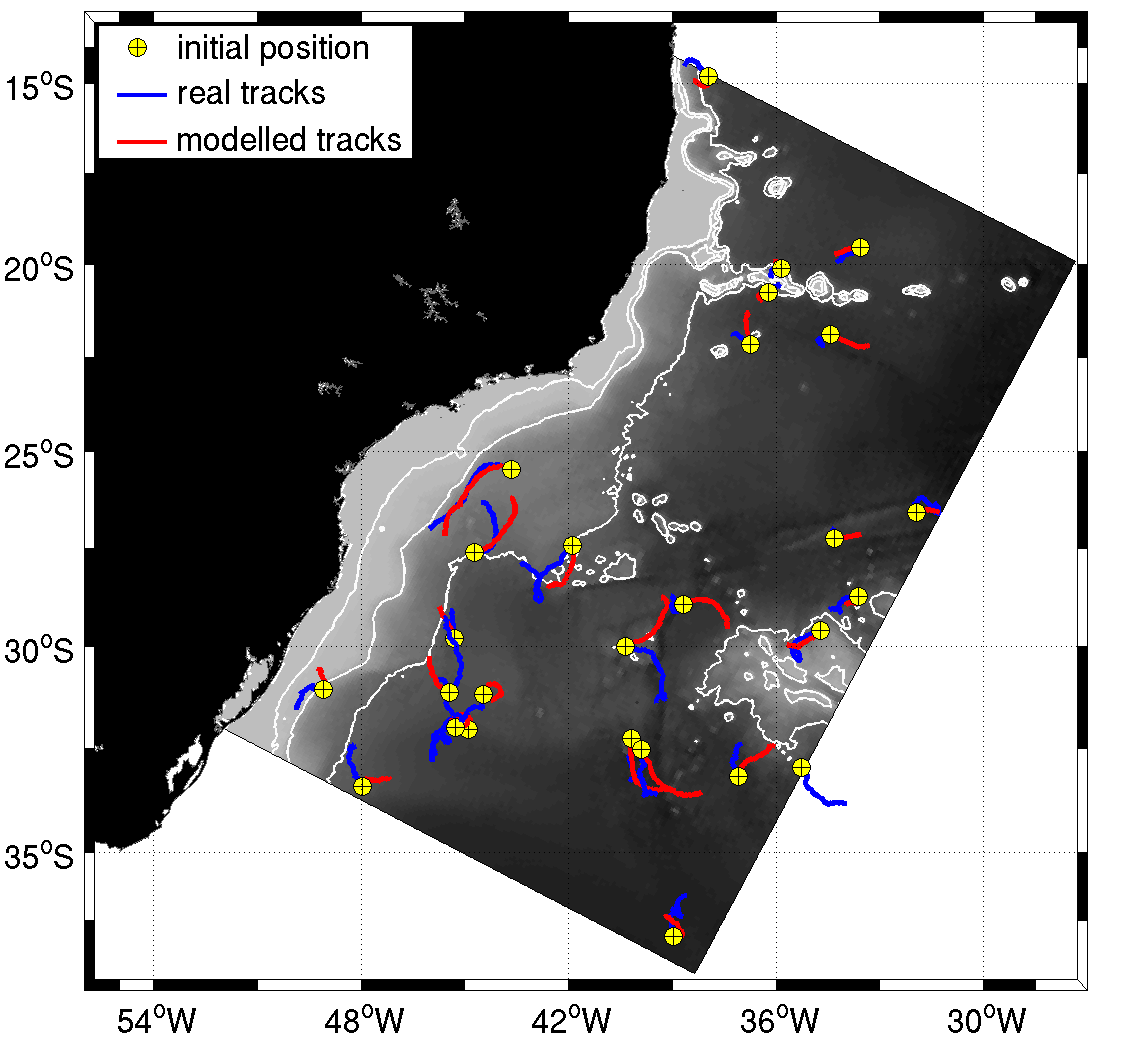 initial position
real tracks
modelled tracks
15°S
20°S
25°S
30°S
35°S
54°W
48°W
42°W
36°W
30°W